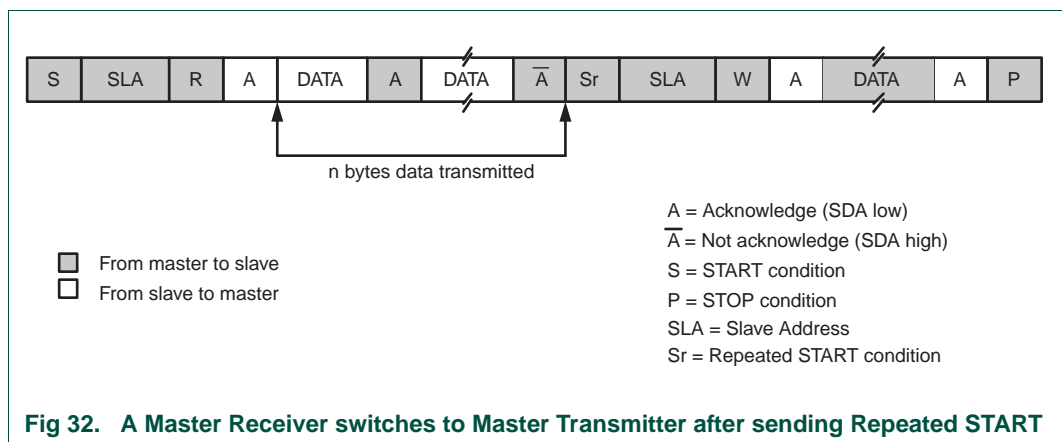 S SLA R A DATA A DATA A̅ Sr SLA W A DATA A P
n bytes data transmitted
From master to slave
From slave to master
A = Acknowledge (SDA low)
A̅ = Not acknowledge (SDA high)
S = START condition
P = STOP condition
SLA = Slave Address
Sr = Repeated START condition
Fig 32. A Master Receiver switches to Master Transmitter after sending Repeated START